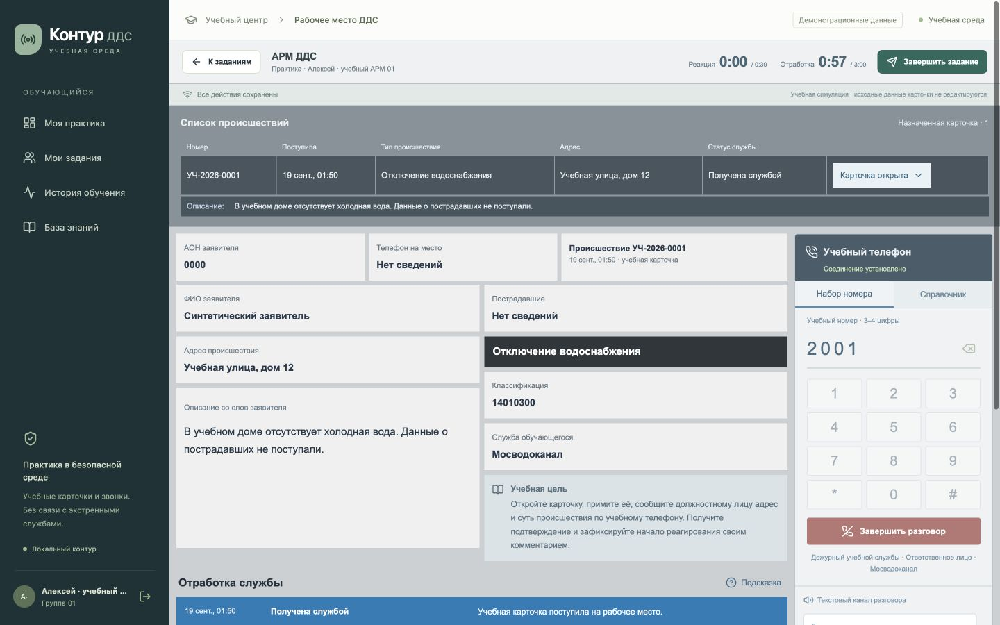 Контур ДДС
УЧЕБНАЯ СРЕДА
ОБУЧАЮЩИЙСЯ
Моя практика
Мои задания
История обучения
База знаний
Практика в безопасной
среде
Учебные карточки и звонки.
Без связи с экстренными
службами.
Локальный контур
А·
Алексей · учебный ...
Группа 01
Учебный центр
Рабочее место ДДС
Демонстрационные данные
Учебная среда
К заданиям
АРМ ДДС
Практика · Алексей · учебный АРМ 01
Реакция 0:00 / 0:30
Отработка 0:57 / 3:00
Завершить задание
Все действия сохранены
Учебная симуляция · исходные данные карточки не редактируются
Список происшествий
Назначенная карточка · 1
Номер Поступила Тип происшествия Адрес Статус службы
УЧ-2026-0001 19 сент., 01:50 Отключение водоснабжения Учебная улица, дом 12 Получена службой Карточка открыта
Описание: В учебном доме отсутствует холодная вода. Данные о пострадавших не поступали.
АОН заявителя
0000
Телефон на место
Нет сведений
Происшествие УЧ-2026-0001
19 сент., 01:50 · учебная карточка
ФИО заявителя
Синтетический заявитель
Пострадавшие
Нет сведений
Адрес происшествия
Учебная улица, дом 12
Отключение водоснабжения
Описание со слов заявителя
В учебном доме отсутствует холодная вода. Данные о
пострадавших не поступали.
Классификация
14010300
Служба обучающегося
Мосводоканал
Учебная цель
Откройте карточку, примите её, сообщите должностному лицу адрес
и суть происшествия по учебному телефону. Получите
подтверждение и зафиксируйте начало реагирования своим
комментарием.
Отработка службы
Подсказка
19 сент., 01:50 Получена службой Учебная карточка поступила на рабочее место.
Учебный телефон
Соединение установлено
Набор номера Справочник
Учебный номер · 3–4 цифры
2001
1 2 3
4 5 6
7 8 9
* 0 #
Завершить разговор
Дежурный учебной службы · Ответственное лицо ·
Мосводоканал
Текстовый канал разговора